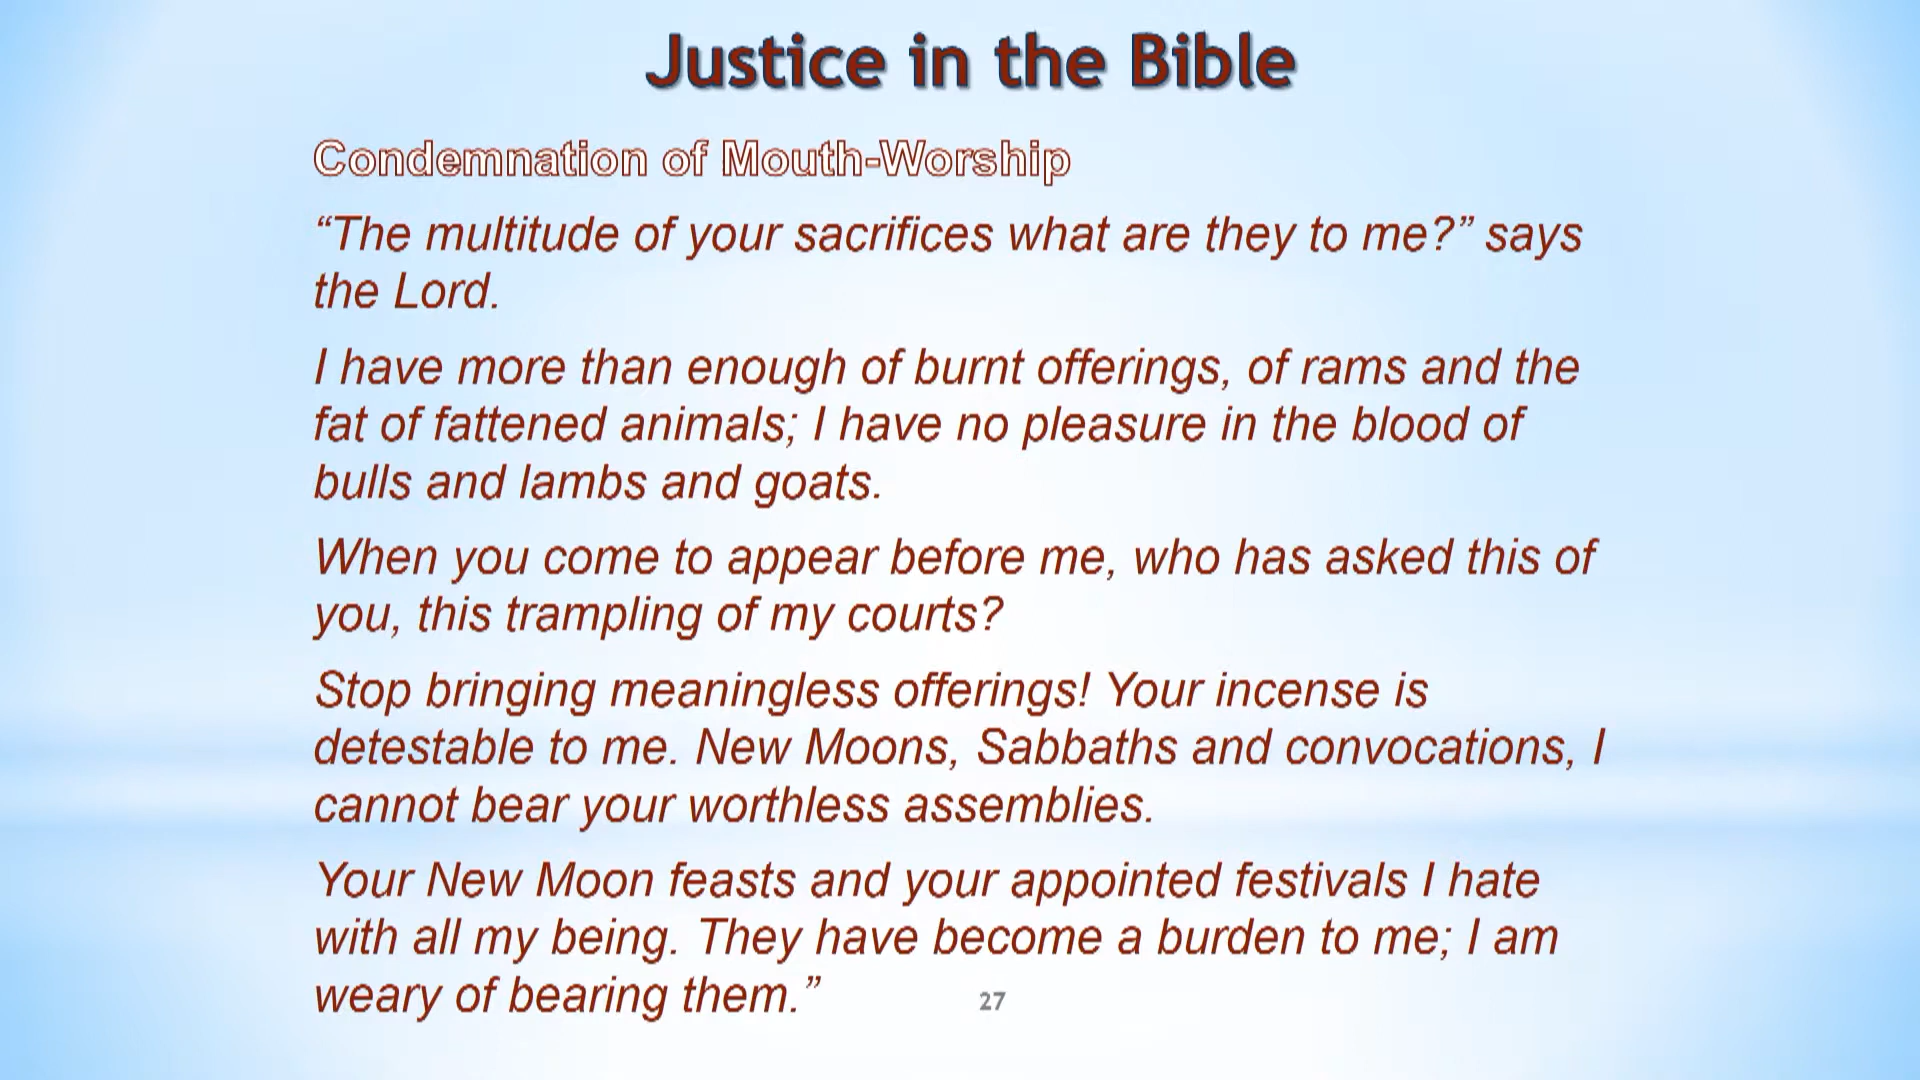 Justice in the Bible
Condemnation of Mouth-Worship
“The multitude of your sacrifices what are they to me?” says
the Lord.
I have more than enough of burnt offerings, of rams and the
fat of fattened animals; I have no pleasure in the blood of
bulls and lambs and goats.
When you come to appear before me, who has asked this of
you, this trampling of my courts?
Stop bringing meaningless offerings! Your incense is
detestable to me. New Moons, Sabbaths and convocations, I
cannot bear your worthless assemblies.
Your New Moon feasts and your appointed festivals I hate
with all my being. They have become a burden to me; I am
weary of bearing them.”
27